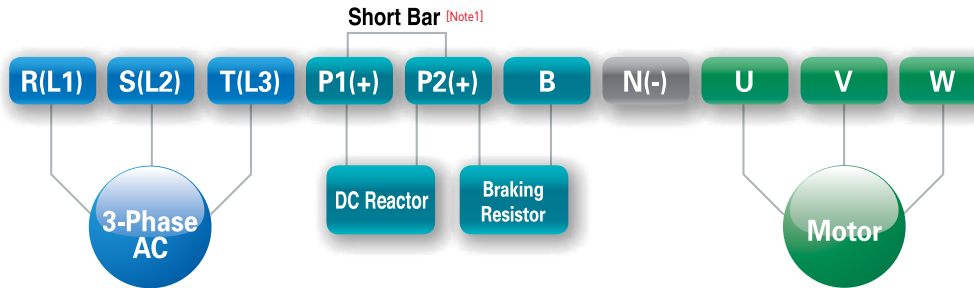 Short Bar [Note1]
R(L1) S(L2) T(L3) P1(+) P2(+) B N(-) U V W
3-Phase
AC
DC Reactor
Braking
Resistor
Motor